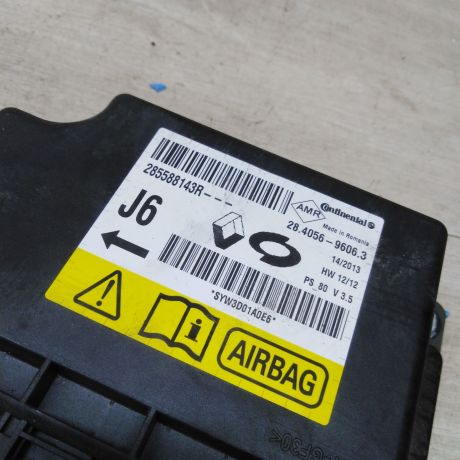 285588143R---
AMR
Continental
Made in Romania
28.4056-9606.3
J6
14/2013
HW 12/12
PS_80 V 3.5
*SYW3D01A0E6*
AIRBAG